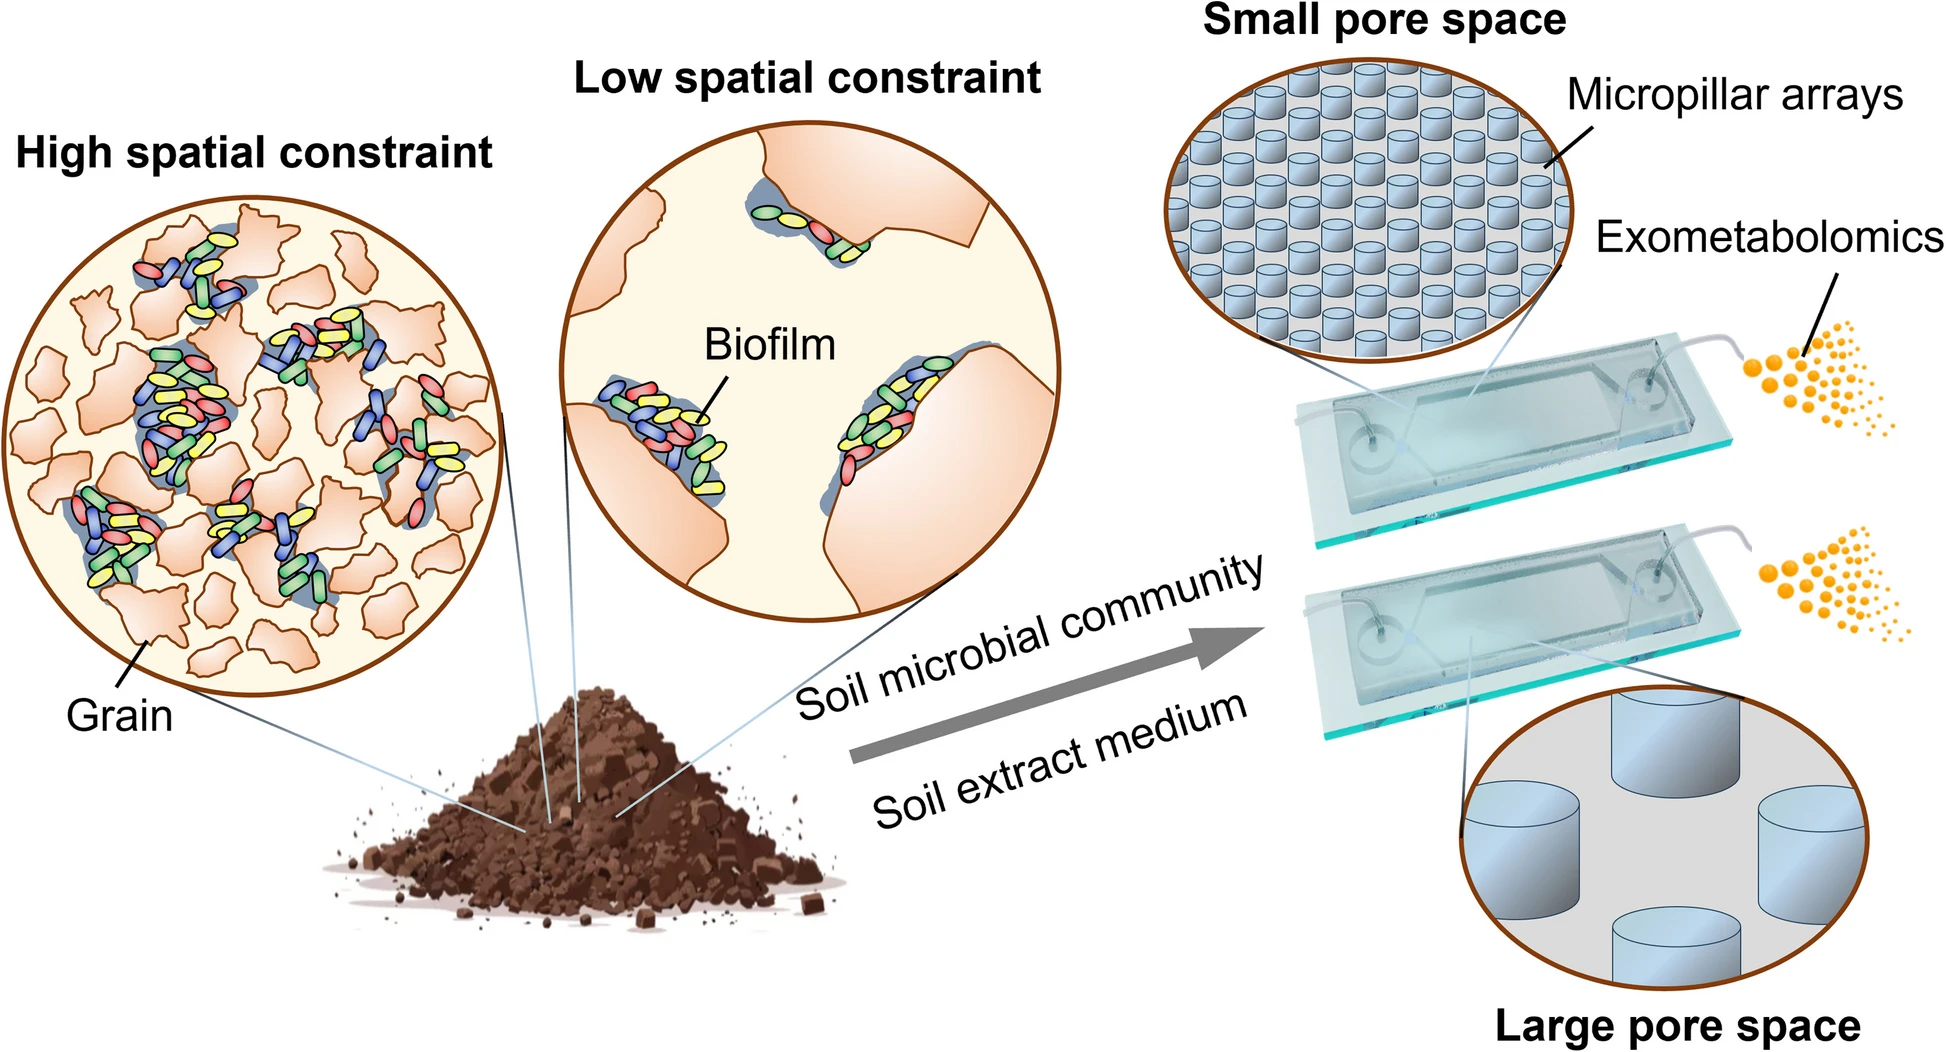 High spatial constraint
Low spatial constraint
Small pore space
Micropillar arrays
Exometabolomics
Biofilm
Grain
Soil microbial community
Soil extract medium
Large pore space